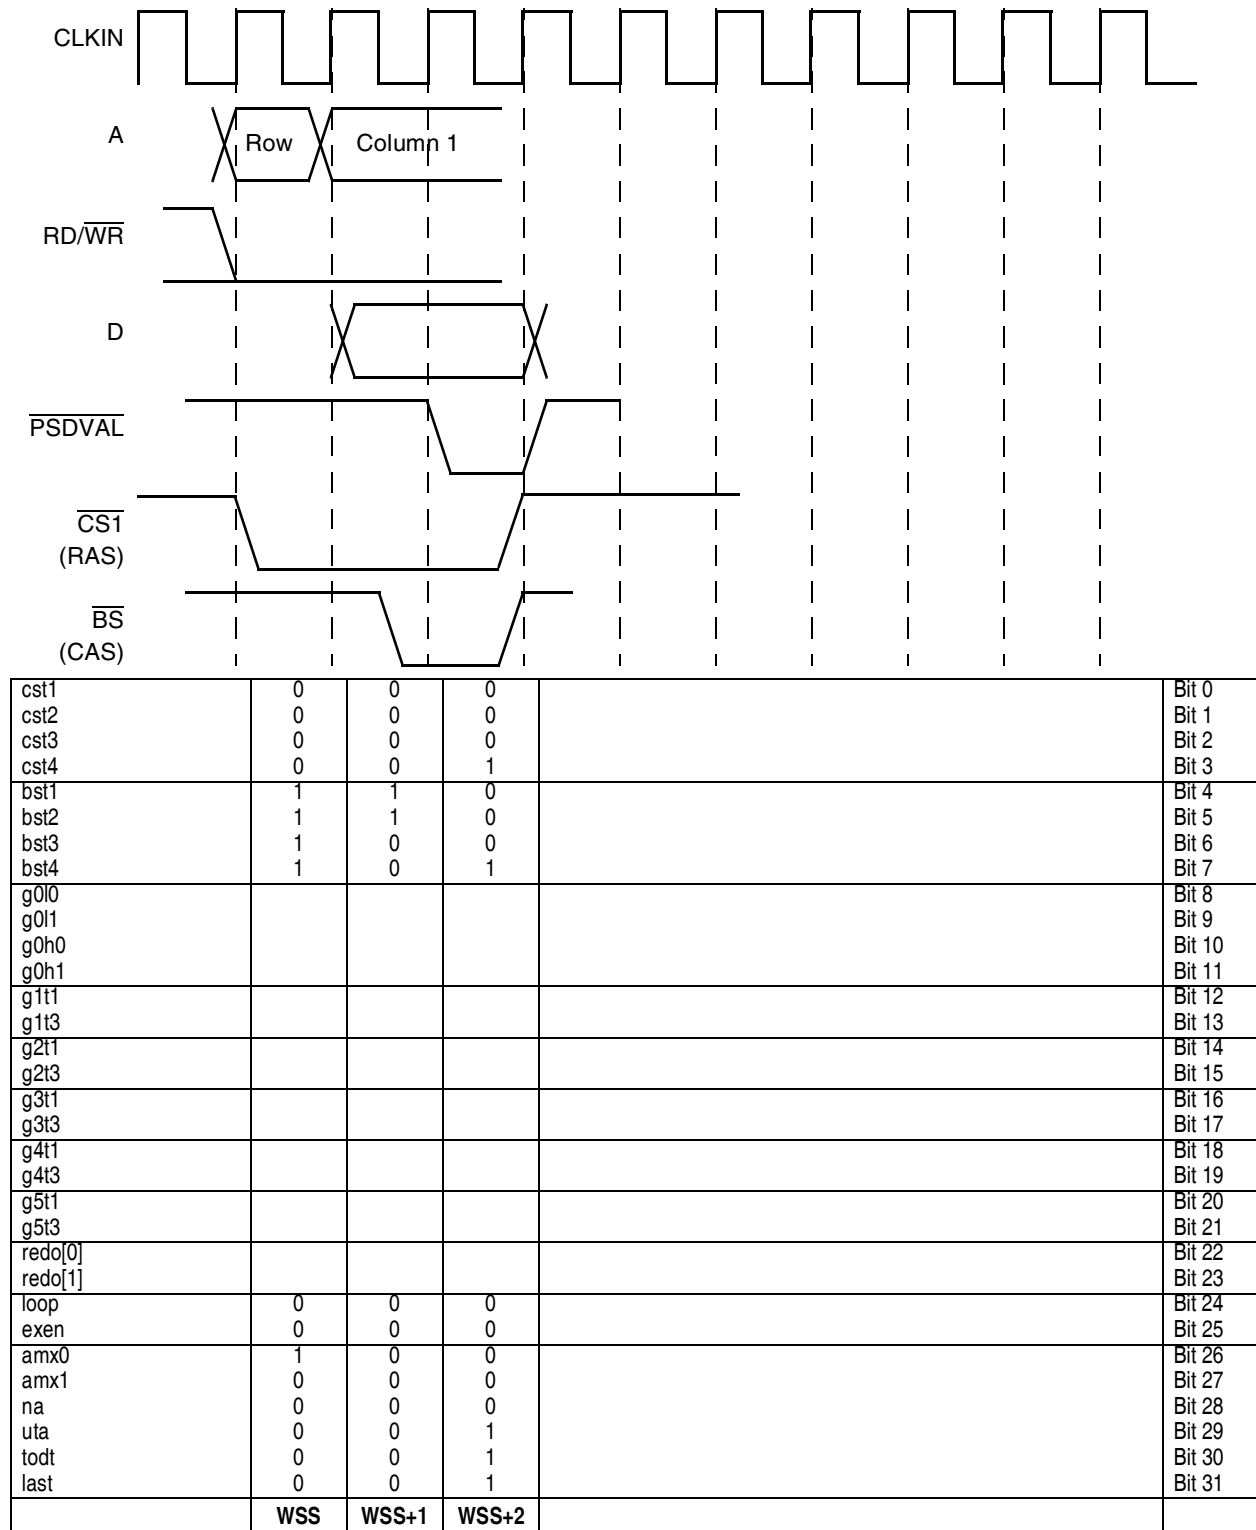 CLKIN
A
Row
Column 1
RD/WR
D
PSDVAL
CS1
(RAS)
BS
(CAS)
cst1 0 0 0 Bit 0
cst2 0 0 0 Bit 1
cst3 0 0 0 Bit 2
cst4 0 0 1 Bit 3
bst1 1 1 0 Bit 4
bst2 1 1 0 Bit 5
bst3 1 0 0 Bit 6
bst4 1 0 1 Bit 7
g0l0 Bit 8
g0l1 Bit 9
g0h0 Bit 10
g0h1 Bit 11
g1t1 Bit 12
g1t3 Bit 13
g2t1 Bit 14
g2t3 Bit 15
g3t1 Bit 16
g3t3 Bit 17
g4t1 Bit 18
g4t3 Bit 19
g5t1 Bit 20
g5t3 Bit 21
redo[0] Bit 22
redo[1] Bit 23
loop 0 0 0 Bit 24
exen 0 0 0 Bit 25
amx0 1 0 0 Bit 26
amx1 0 0 0 Bit 27
na 0 0 0 Bit 28
uta 0 0 1 Bit 29
todt 0 0 1 Bit 30
last 0 0 1 Bit 31
WSS WSS+1 WSS+2